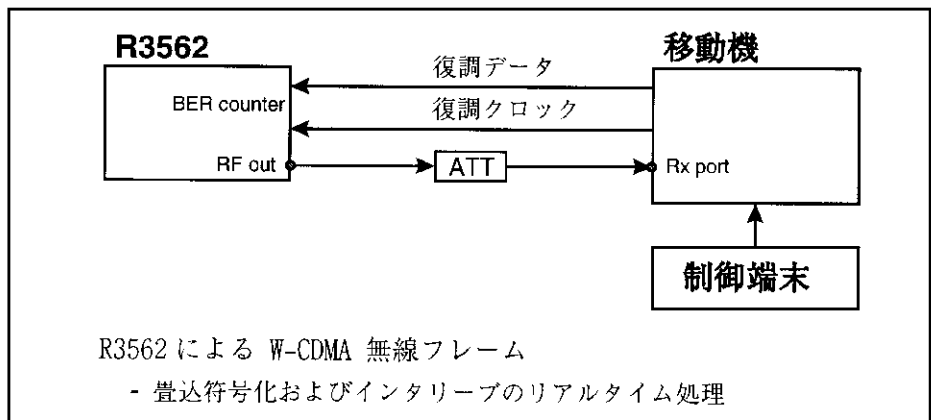 R3562
移動機
復調データ
BER counter
復調クロック
RF out
ATT
Rx port
制御端末
R3562 による W-CDMA 無線フレーム
- 畳込符号化およびインタリーブのリアルタイム処理